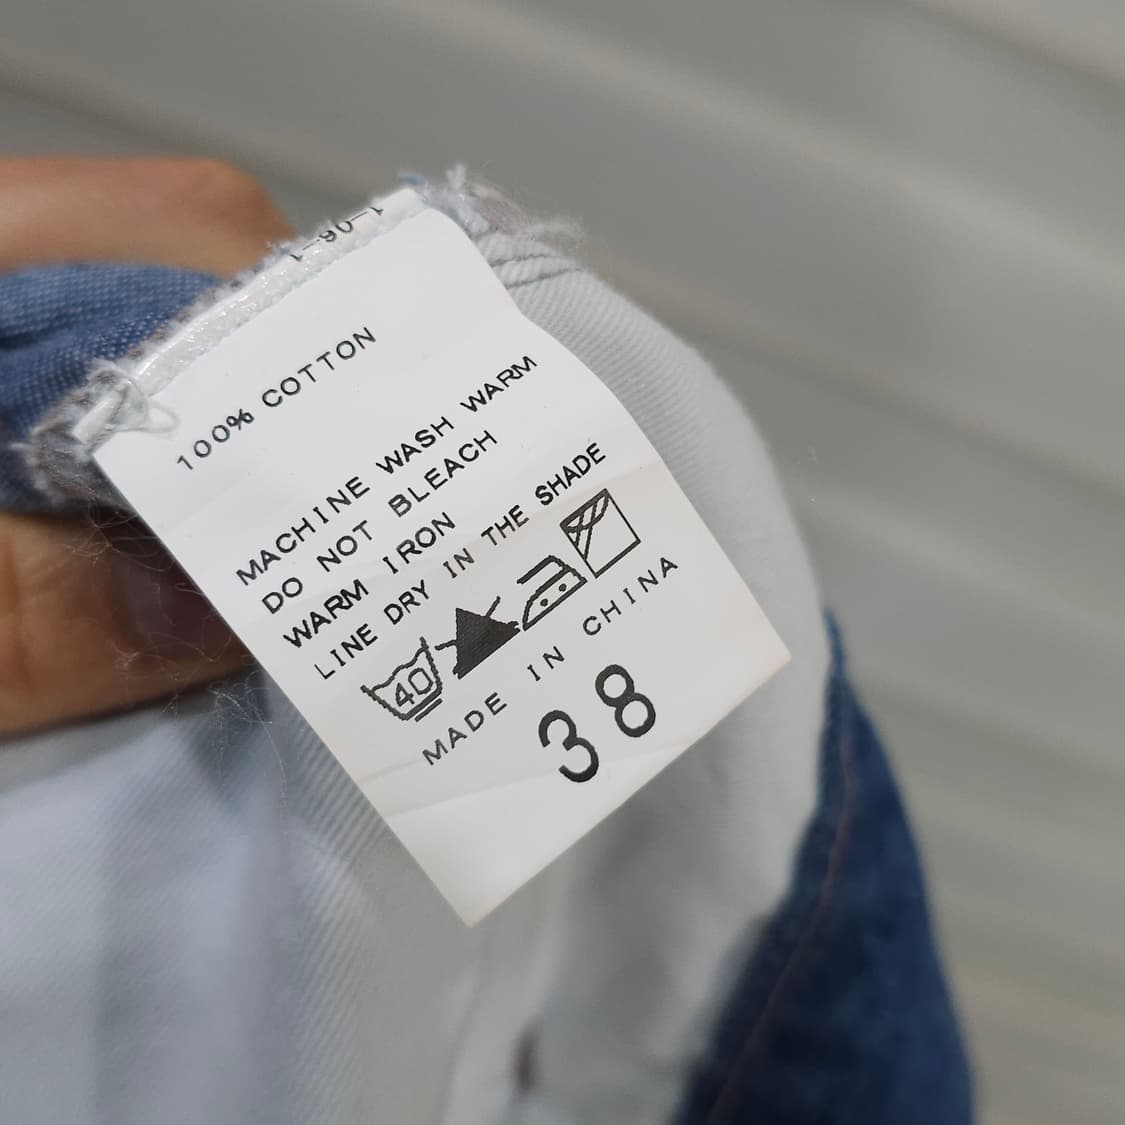 100% COTTON
MACHINE WASH WARM
DO NOT BLEACH
WARM IRON
LINE DRY IN THE SHADE
40
MADE IN CHINA
38